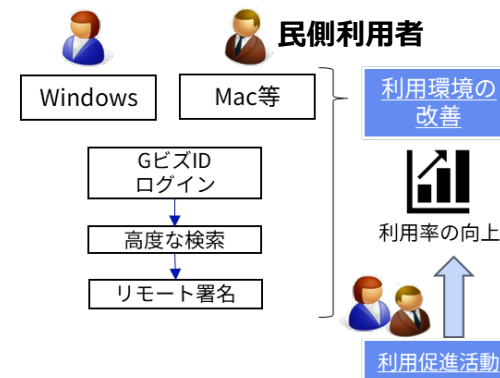 民側利用者
Windows
Mac等
利用環境の
改善
GビズID
ログイン
高度な検索
リモート署名
利用率の向上
利用促進活動